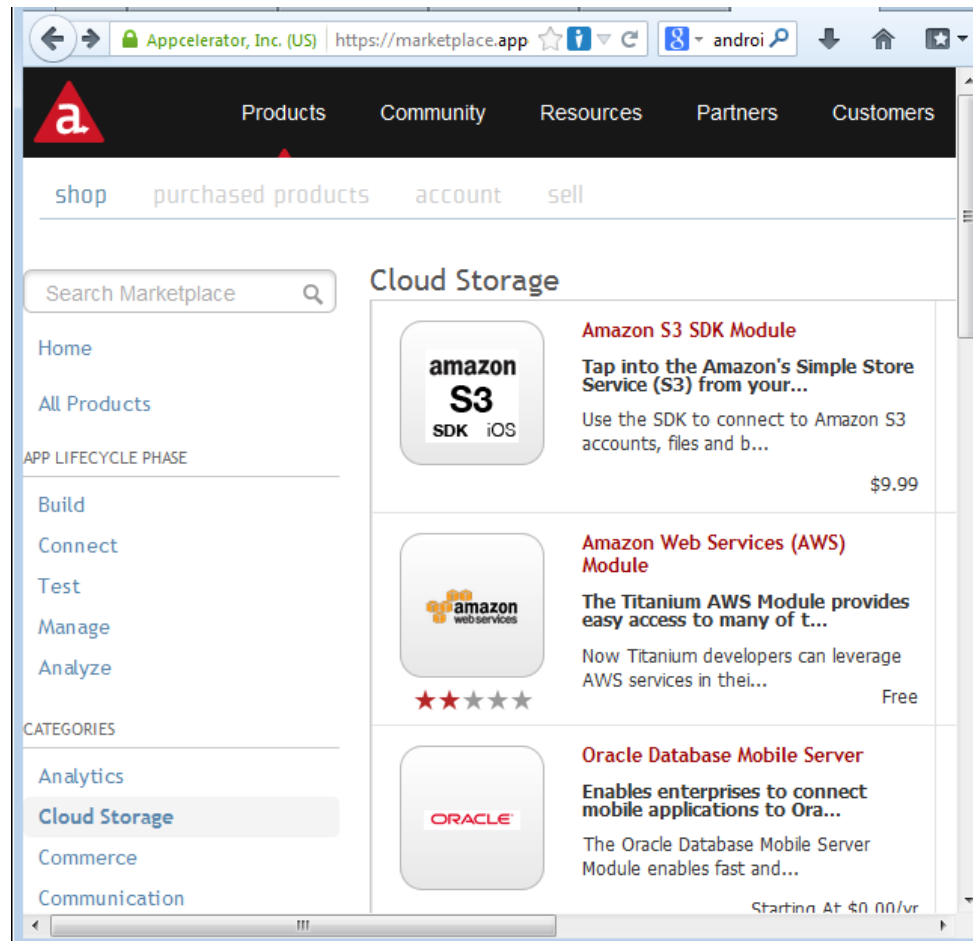 Appcelerator, Inc. (US) https://marketplace.app androi
a.
Products Community Resources Partners Customers
shop purchased products account sell
Search Marketplace
Home
All Products
APP LIFECYCLE PHASE
Build
Connect
Test
Manage
Analyze
CATEGORIES
Analytics
Cloud Storage
Commerce
Communication
Cloud Storage
amazon
S3
SDK iOS
Amazon S3 SDK Module
Tap into the Amazon's Simple Store
Service (S3) from your...
Use the SDK to connect to Amazon S3
accounts, files and b...
$9.99
amazon
webservices
Amazon Web Services (AWS)
Module
The Titanium AWS Module provides
easy access to many of t...
Now Titanium developers can leverage
AWS services in thei...
Free
ORACLE
Oracle Database Mobile Server
Enables enterprises to connect
mobile applications to Ora...
The Oracle Database Mobile Server
Module enables fast and...
Starting At $0.00/yr